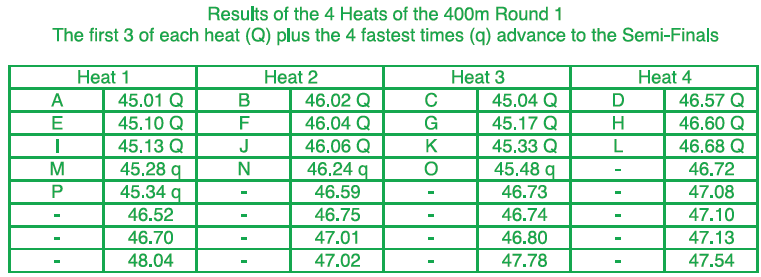 Results of the 4 Heats of the 400m Round 1
The first 3 of each heat (Q) plus the 4 fastest times (q) advance to the Semi-Finals
Heat 1 Heat 2 Heat 3 Heat 4
A 45.01 Q B 46.02 Q C 45.04 Q D 46.57 Q
E 45.10 Q F 46.04 Q G 45.17 Q H 46.60 Q
I 45.13 Q J 46.06 Q K 45.33 Q L 46.68 Q
M 45.28 q N 46.24 q O 45.48 q - 46.72
P 45.34 q - 46.59 - 46.73 - 47.08
- 46.52 - 46.75 - 46.74 - 47.10
- 46.70 - 47.01 - 46.80 - 47.13
- 48.04 - 47.02 - 47.78 - 47.54